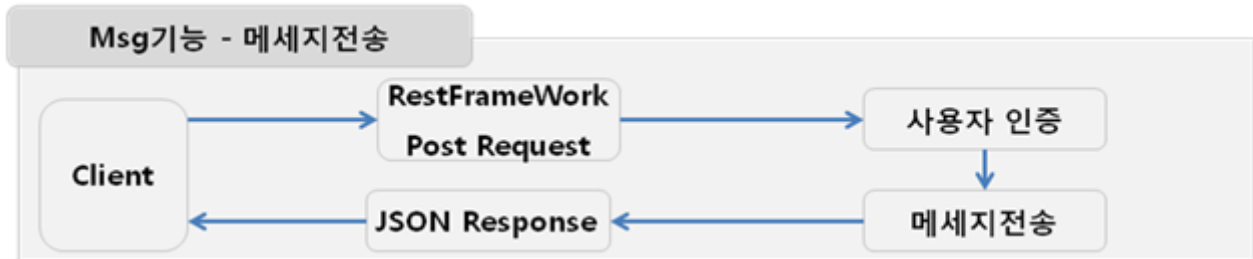 Msg기능 - 메세지전송
RestFrameWork
Post Request
사용자 인증
Client
JSON Response
메세지전송